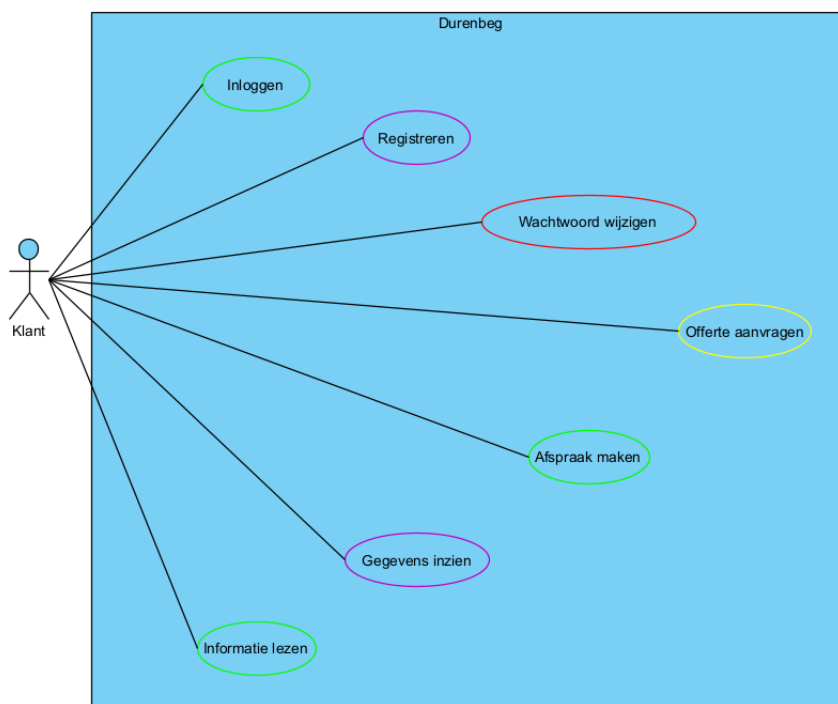 Durenbeg
Inloggen
Registreren
Wachtwoord wijzigen
Klant
Offerte aanvragen
Afspraak maken
Gegevens inzien
Informatie lezen